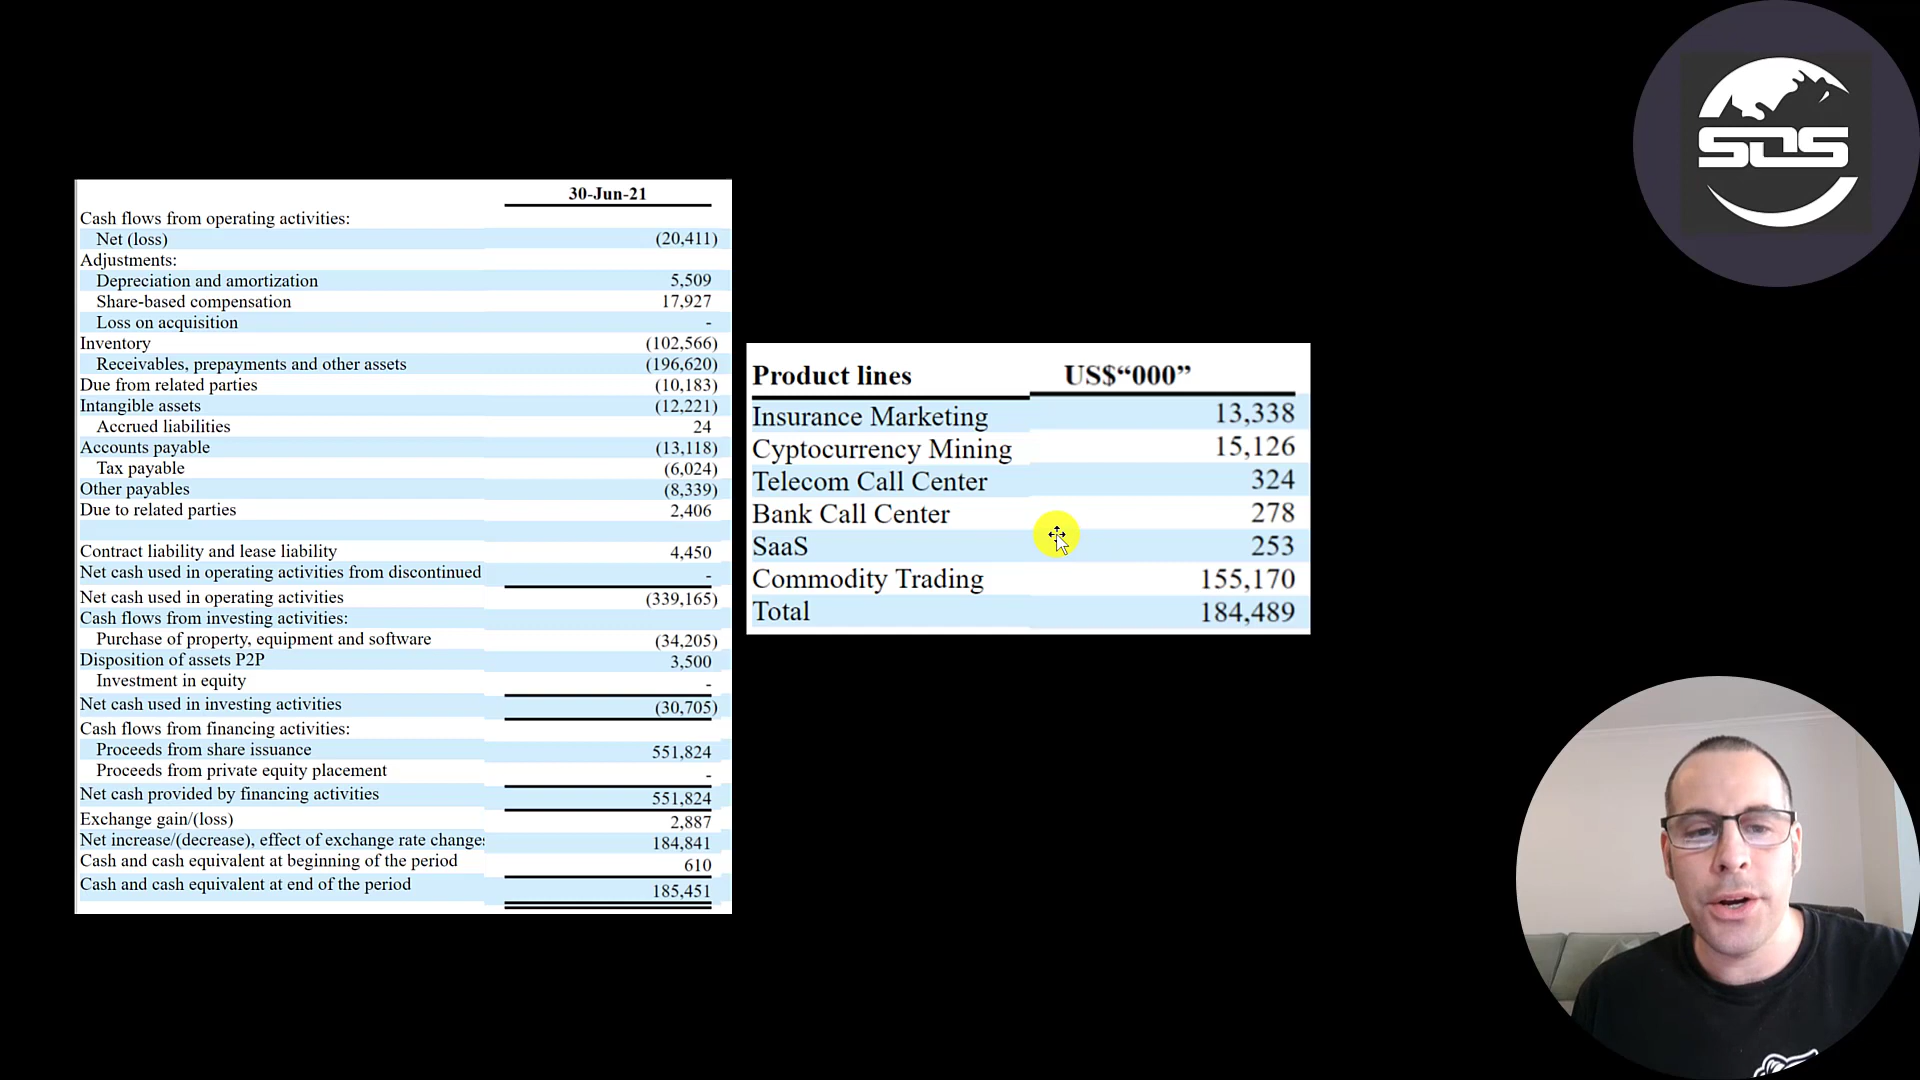 SOS
30-Jun-21
Cash flows from operating activities:
Net (loss) (20,411)
Adjustments:
Depreciation and amortization 5,509
Share-based compensation 17,927
Loss on acquisition -
Inventory (102,566)
Receivables, prepayments and other assets (196,620)
Due from related parties (10,183)
Intangible assets (12,221)
Accrued liabilities 24
Accounts payable (13,118)
Tax payable (6,024)
Other payables (8,339)
Due to related parties 2,406
Contract liability and lease liability 4,450
Net cash used in operating activities from discontinued -
Net cash used in operating activities (339,165)
Cash flows from investing activities:
Purchase of property, equipment and software (34,205)
Disposition of assets P2P 3,500
Investment in equity -
Net cash used in investing activities (30,705)
Cash flows from financing activities:
Proceeds from share issuance 551,824
Proceeds from private equity placement -
Net cash provided by financing activities 551,824
Exchange gain/(loss) 2,887
Net increase/(decrease), effect of exchange rate changes 184,841
Cash and cash equivalent at beginning of the period 610
Cash and cash equivalent at end of the period 185,451
Product lines US$“000”
Insurance Marketing 13,338
Cyptocurrency Mining 15,126
Telecom Call Center 324
Bank Call Center 278
SaaS 253
Commodity Trading 155,170
Total 184,489